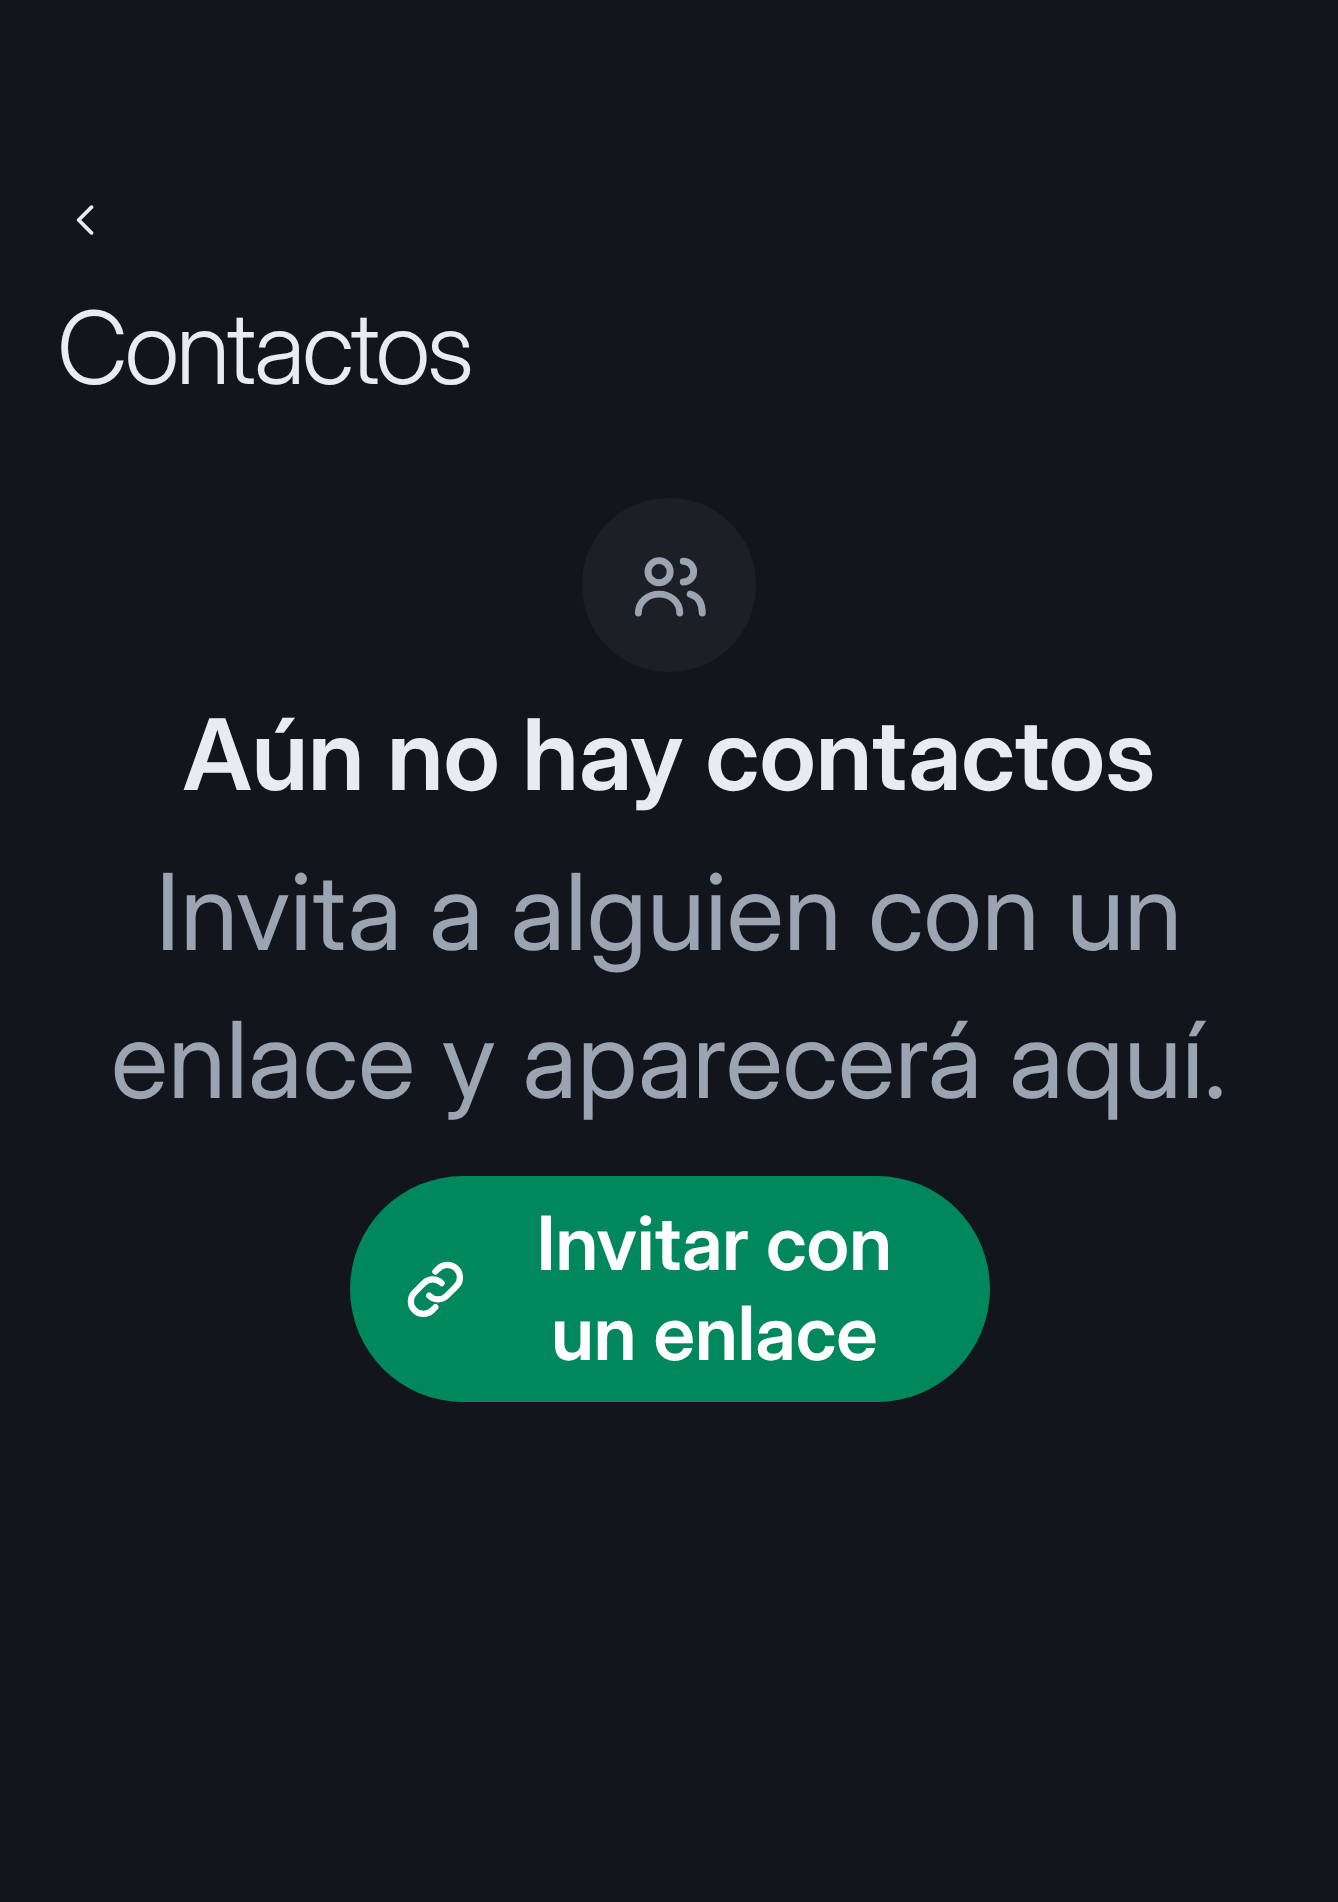 Contactos
Aún no hay contactos
Invita a alguien con un
enlace y aparecerá aquí.
Invitar con
un enlace